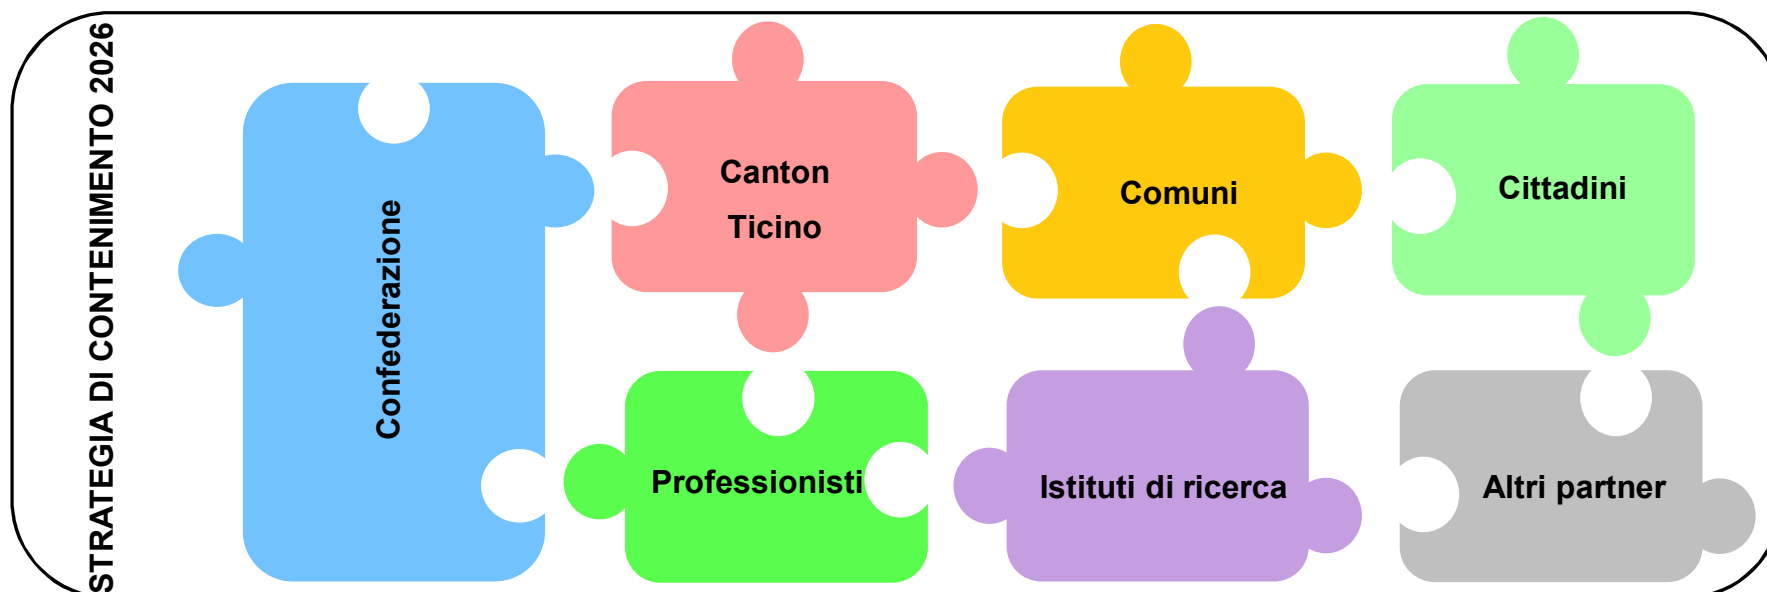 STRATEGIA DI CONTENIMENTO 2026
Confederazione
Canton
Ticino
Comuni
Cittadini
Professionisti
Istituti di ricerca
Altri partner